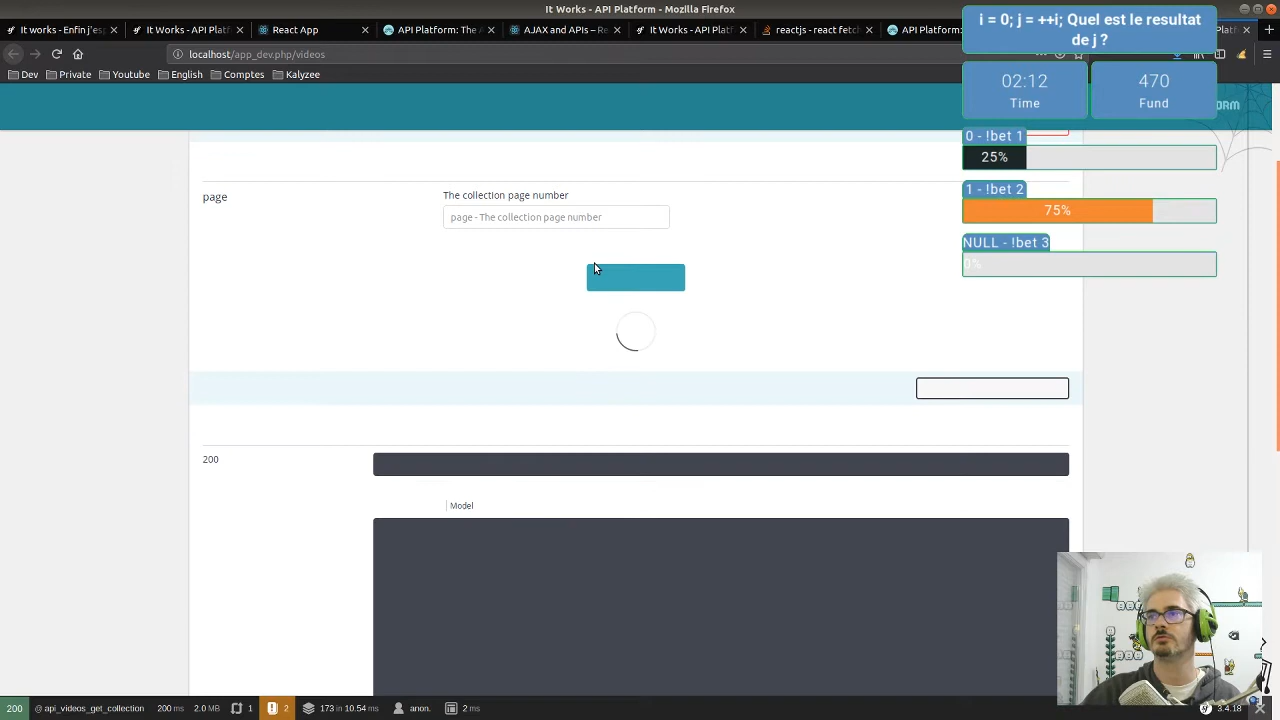 It Works - API Platform - Mozilla Firefox
It works - Enfin j'es
It Works - API Platform
React App
API Platform: The A
AJAX and APIs – Re
It Works - API Platform
reactjs - react fetch
API Platform:
localhost/app_dev.php/videos
Dev
Private
Youtube
English
Comptes
Kalyzee
i = 0; j = ++i; Quel est le resultat
de j ?
02:12
Time
470
Fund
ORM
0 - !bet 1
25%
1 - !bet 2
75%
NULL - !bet 3
0%
page
The collection page number
page - The collection page number
200
Model
200 @ api_videos_get_collection 200 ms 2.0 MB 1 2 173 in 10.54 ms anon. 2 ms 3.4.18